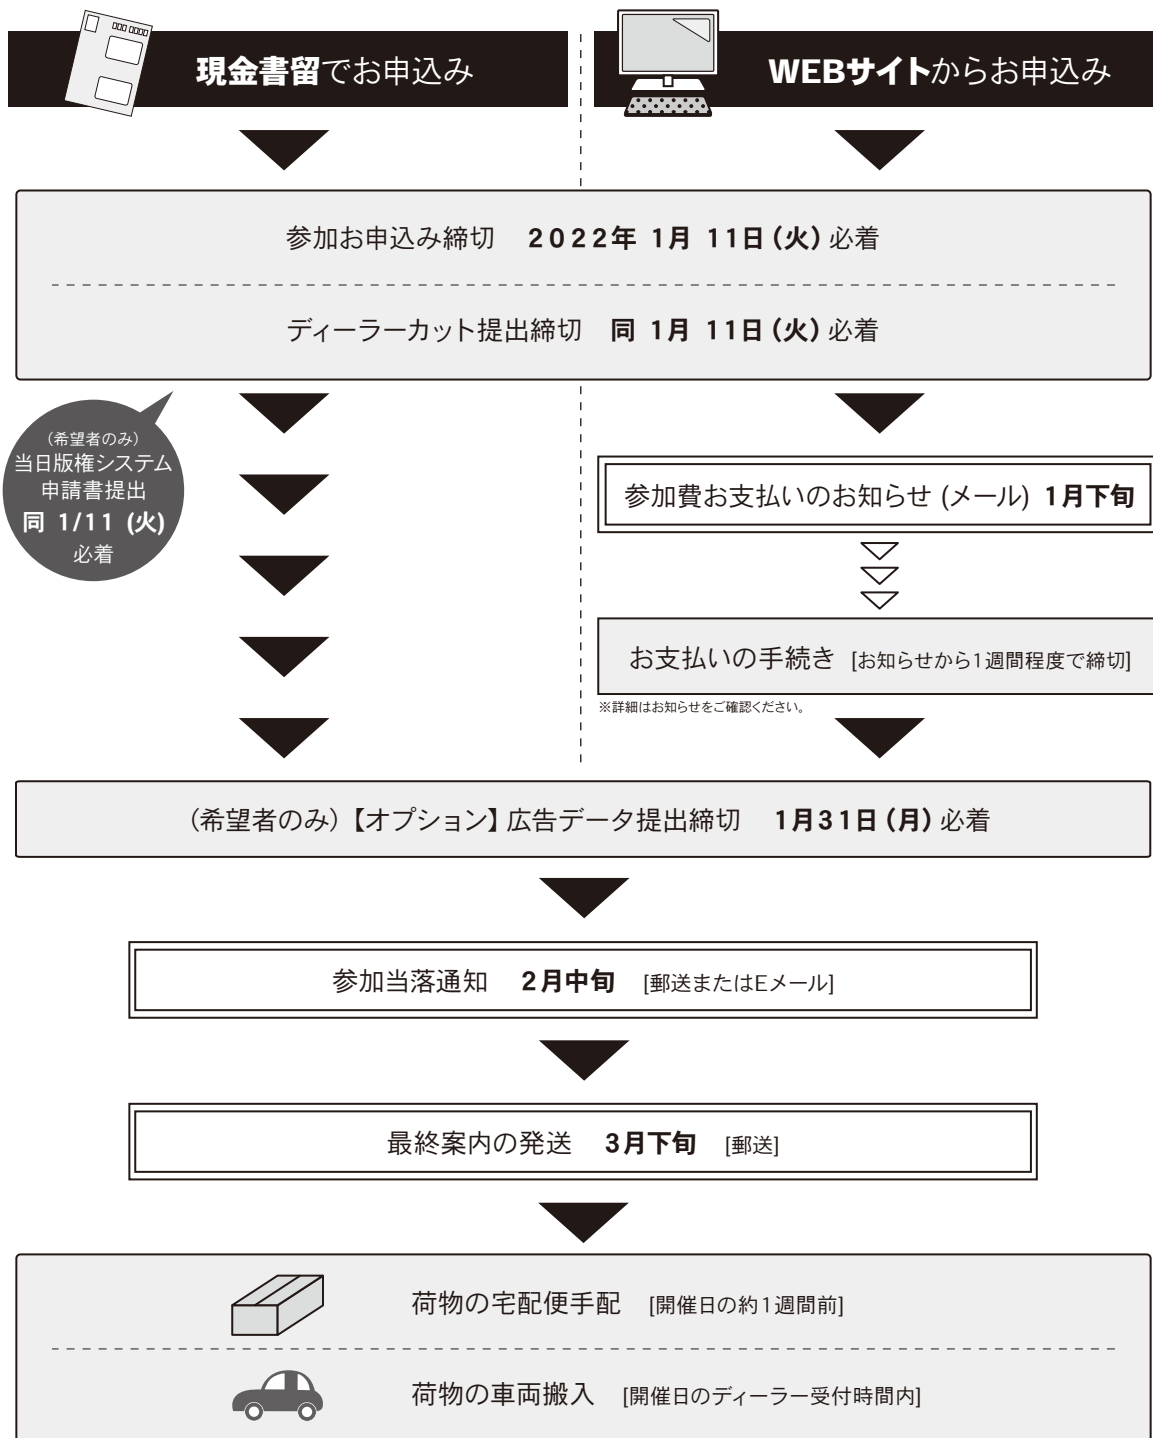 現金書留でお申込み
WEBサイトからお申込み
参加お申込み締切　2022年 1月 11日（火）必着
ディーラーカット提出締切　同 1月 11日（火）必着
（希望者のみ）
当日版権システム
申請書提出
同 1/11 (火)
必着
参加費お支払いのお知らせ (メール) 1月下旬
お支払いの手続き [お知らせから1週間程度で締切]
※詳細はお知らせをご確認ください。
（希望者のみ）【オプション】広告データ提出締切　1月31日（月）必着
参加当落通知　2月中旬　[郵送またはEメール]
最終案内の発送　3月下旬　[郵送]
荷物の宅配便手配　[開催日の約1週間前]
荷物の車両搬入　[開催日のディーラー受付時間内]